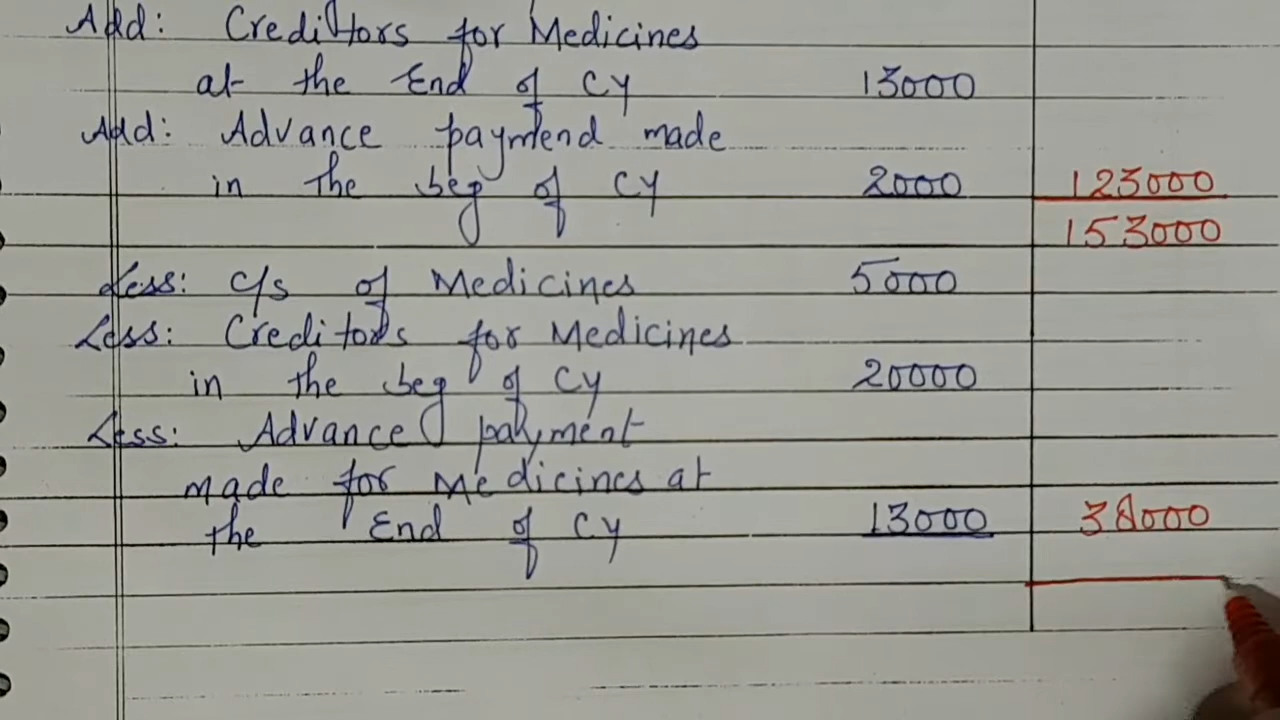 Add: Creditors for Medicines
at the End of CY 13000
Add: Advance paymend made
in the beg of CY 2000 123000
153000
Less: C/s of Medicines 5000
Less: Creditors for Medicines
in the beg of CY 20000
Less: Advance payment
made for Medicines at
the End of CY 13000 38000